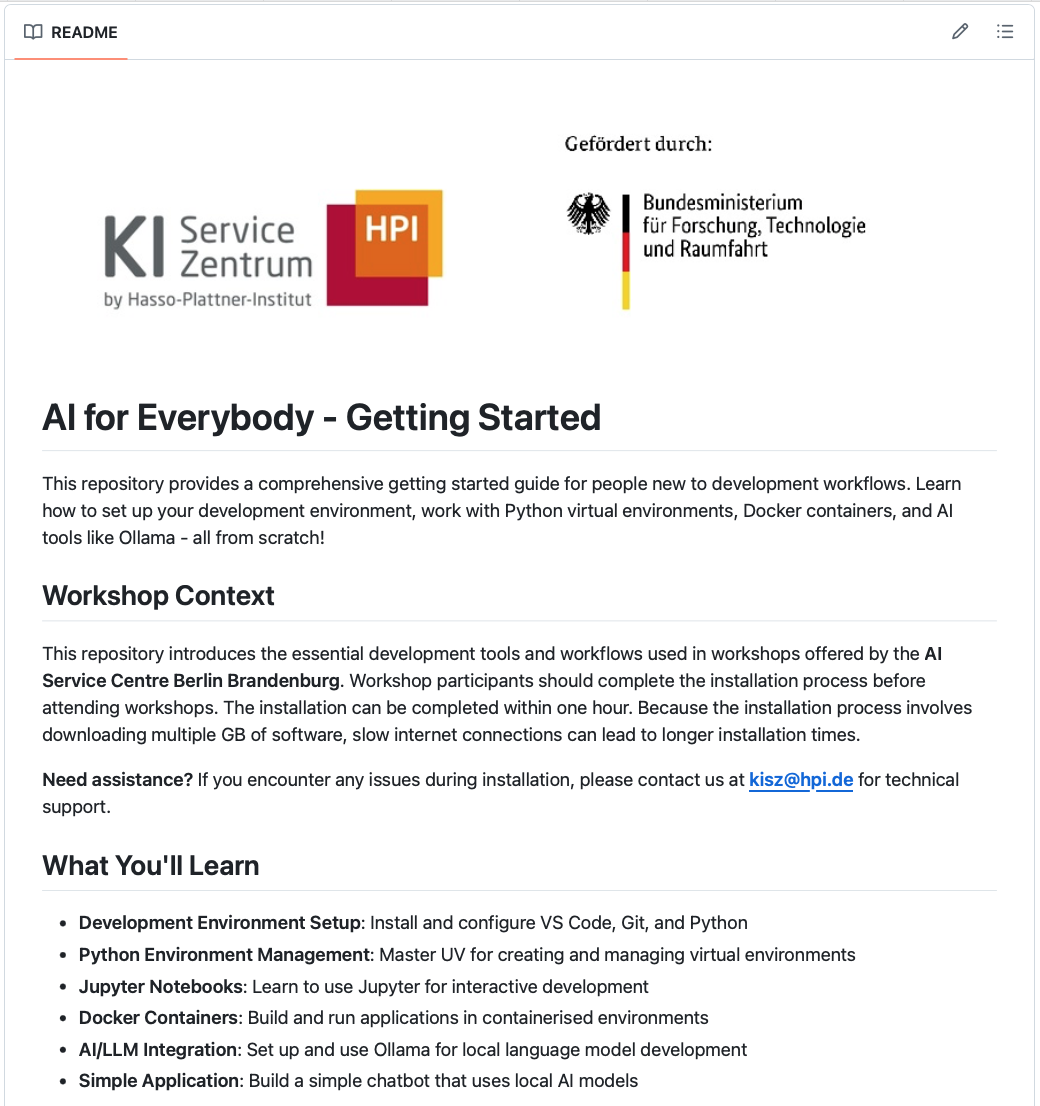 README
Gefördert durch:
KI Service
Zentrum
by Hasso-Plattner-Institut
HPI
Bundesministerium
für Forschung, Technologie
und Raumfahrt
AI for Everybody - Getting Started
This repository provides a comprehensive getting started guide for people new to development workflows. Learn
how to set up your development environment, work with Python virtual environments, Docker containers, and AI
tools like Ollama - all from scratch!
Workshop Context
This repository introduces the essential development tools and workflows used in workshops offered by the AI
Service Centre Berlin Brandenburg. Workshop participants should complete the installation process before
attending workshops. The installation can be completed within one hour. Because the installation process involves
downloading multiple GB of software, slow internet connections can lead to longer installation times.
Need assistance? If you encounter any issues during installation, please contact us at kisz@hpi.de for technical
support.
What You'll Learn
• Development Environment Setup: Install and configure VS Code, Git, and Python
• Python Environment Management: Master UV for creating and managing virtual environments
• Jupyter Notebooks: Learn to use Jupyter for interactive development
• Docker Containers: Build and run applications in containerised environments
• AI/LLM Integration: Set up and use Ollama for local language model development
• Simple Application: Build a simple chatbot that uses local AI models